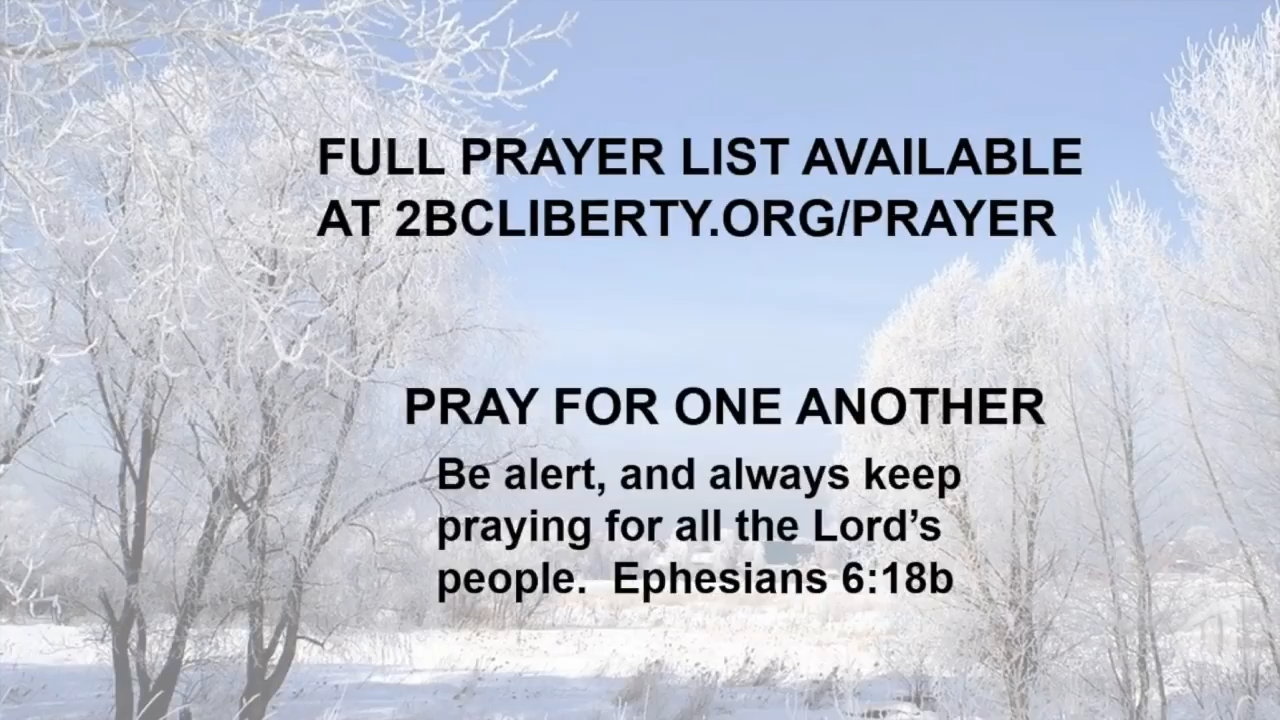 FULL PRAYER LIST AVAILABLE
AT 2BCLIBERTY.ORG/PRAYER
PRAY FOR ONE ANOTHER
Be alert, and always keep
praying for all the Lord’s
people.  Ephesians 6:18b